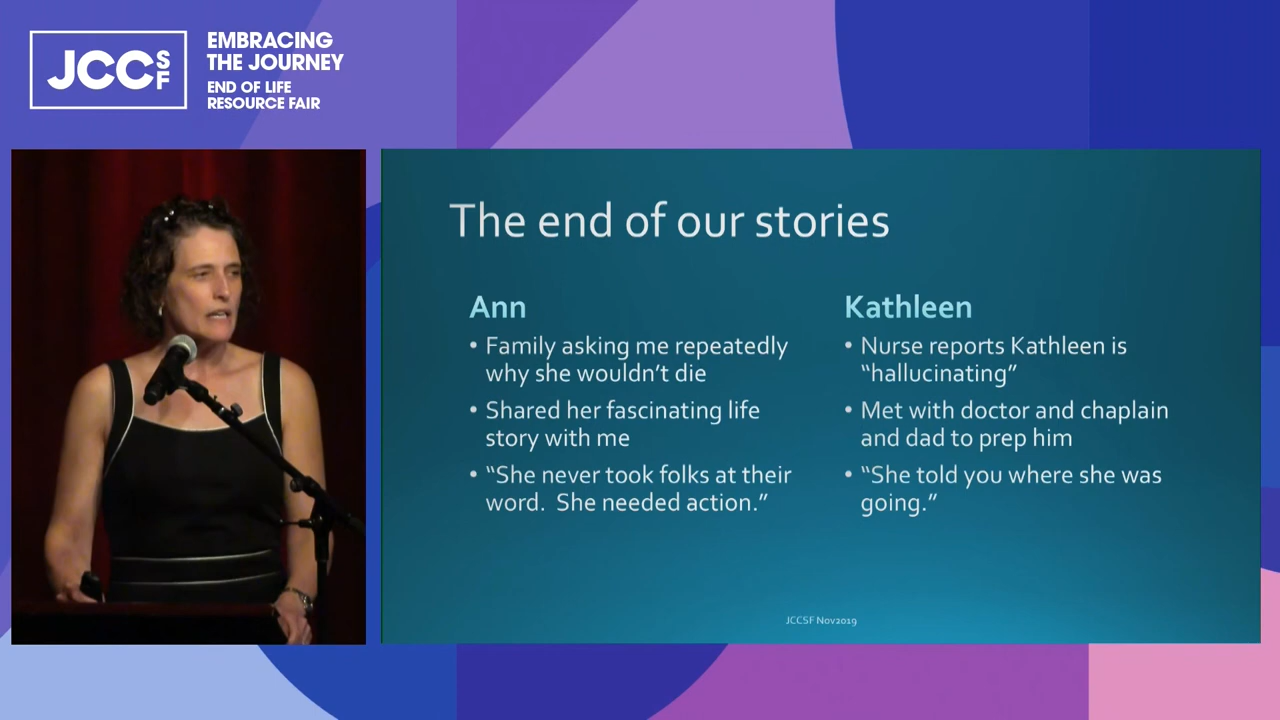 JCCSF
EMBRACING
THE JOURNEY
END OF LIFE
RESOURCE FAIR
The end of our stories
Ann
• Family asking me repeatedly
why she wouldn’t die
• Shared her fascinating life
story with me
• “She never took folks at their
word.  She needed action.”
Kathleen
• Nurse reports Kathleen is
“hallucinating”
• Met with doctor and chaplain
and dad to prep him
• “She told you where she was
going.”
JCCSF Nov2019